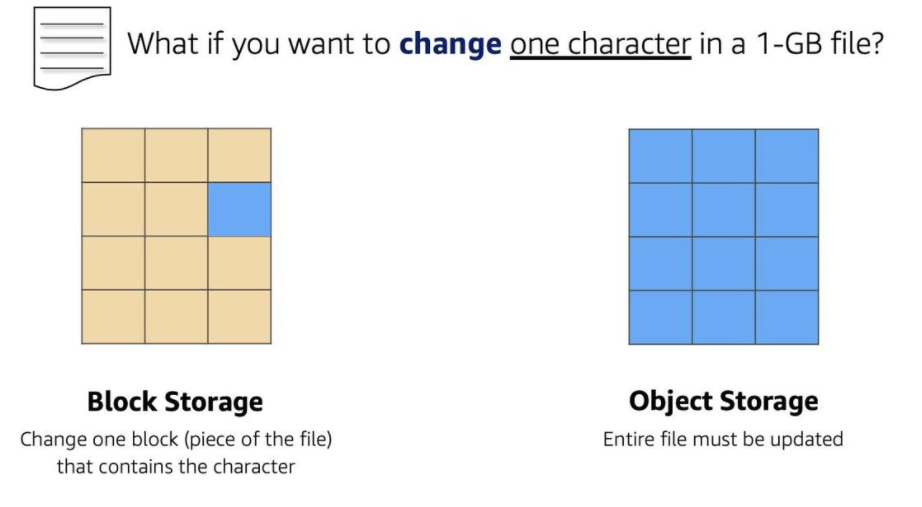 What if you want to change one character in a 1-GB file?
Block Storage
Change one block (piece of the file)
that contains the character
Object Storage
Entire file must be updated